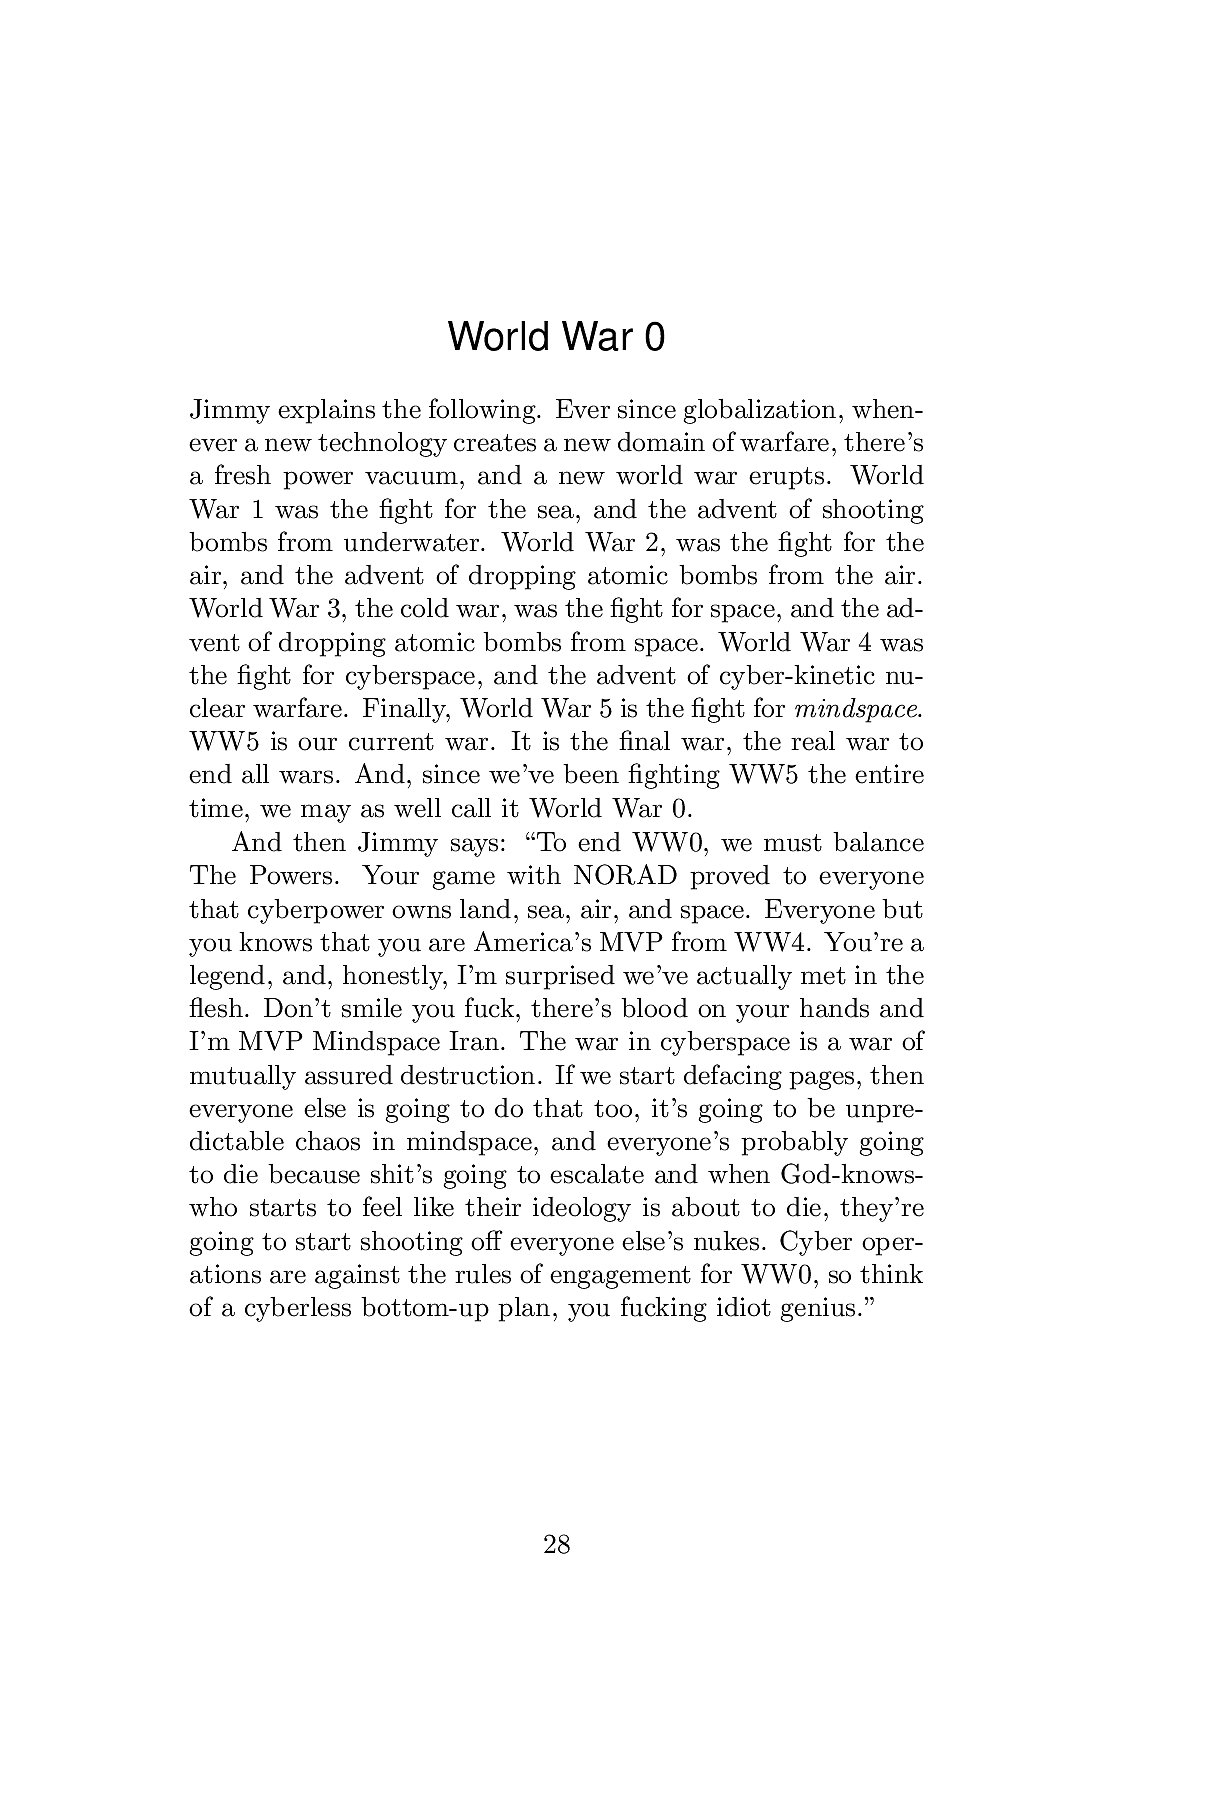 World War 0
Jimmy explains the following. Ever since globalization, when-
ever a new technology creates a new domain of warfare, there's
a fresh power vacuum, and a new world war erupts. World
War 1 was the fight for the sea, and the advent of shooting
bombs from underwater. World War 2, was the fight for the
air, and the advent of dropping atomic bombs from the air.
World War 3, the cold war, was the fight for space, and the ad-
vent of dropping atomic bombs from space. World War 4 was
the fight for cyberspace, and the advent of cyber-kinetic nu-
clear warfare. Finally, World War 5 is the fight for mindspace.
WW5 is our current war. It is the final war, the real war to
end all wars. And, since we've been fighting WW5 the entire
time, we may as well call it World War 0.
And then Jimmy says: “To end WW0, we must balance
The Powers. Your game with NORAD proved to everyone
that cyberpower owns land, sea, air, and space. Everyone but
you knows that you are America's MVP from WW4. You're a
legend, and, honestly, I'm surprised we've actually met in the
flesh. Don't smile you fuck, there's blood on your hands and
I'm MVP Mindspace Iran. The war in cyberspace is a war of
mutually assured destruction. If we start defacing pages, then
everyone else is going to do that too, it's going to be unpre-
dictable chaos in mindspace, and everyone's probably going
to die because shit's going to escalate and when God-knows-
who starts to feel like their ideology is about to die, they're
going to start shooting off everyone else's nukes. Cyber oper-
ations are against the rules of engagement for WW0, so think
of a cyberless bottom-up plan, you fucking idiot genius.”
28